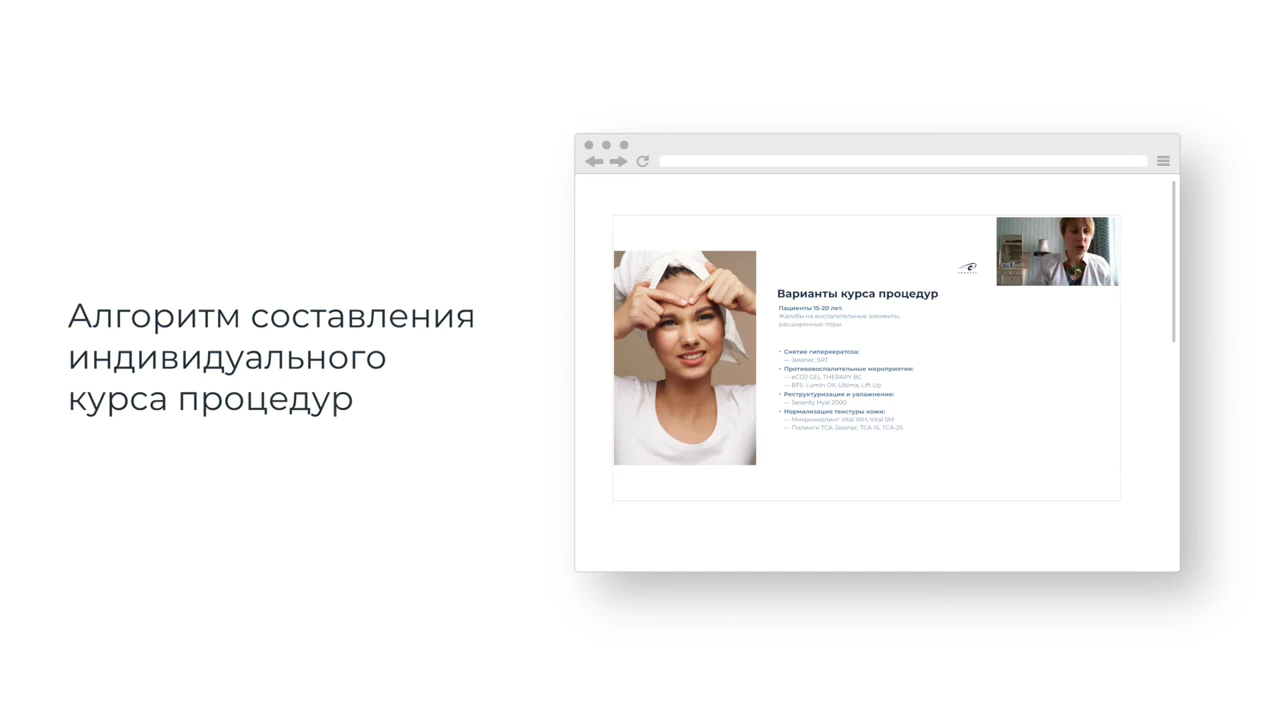 Алгоритм составления
индивидуального
курса процедур
Варианты курса процедур
Пациенты 15-20 лет.
Жалобы на воспалительные элементы,
расширенные поры
• Снятие гиперкератоза:
— Jessner, SRT
• Противовоспалительные мероприятия:
— eCO2 GEL THERAPY BC
— BTS: Lumin OX, Ultima, Lift Up
• Реструктуризация и увлажнение:
— Seventy Hyal 2000
• Нормализация текстуры кожи:
— Микронидлинг Vital WH, Vital SM
— Пилинги TCA-Jassner, TCA-15, TCA-25